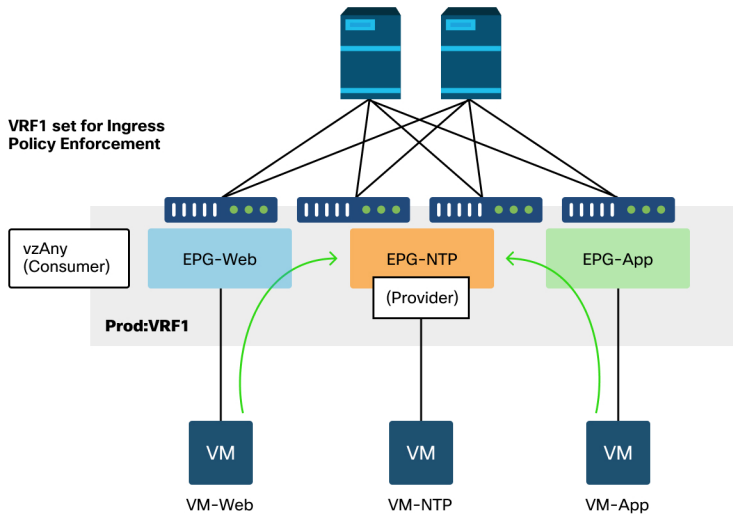 VRF1 set for Ingress
Policy Enforcement
vzAny
(Consumer)
EPG-Web
EPG-NTP
EPG-App
(Provider)
Prod:VRF1
VM
VM
VM
VM-Web
VM-NTP
VM-App